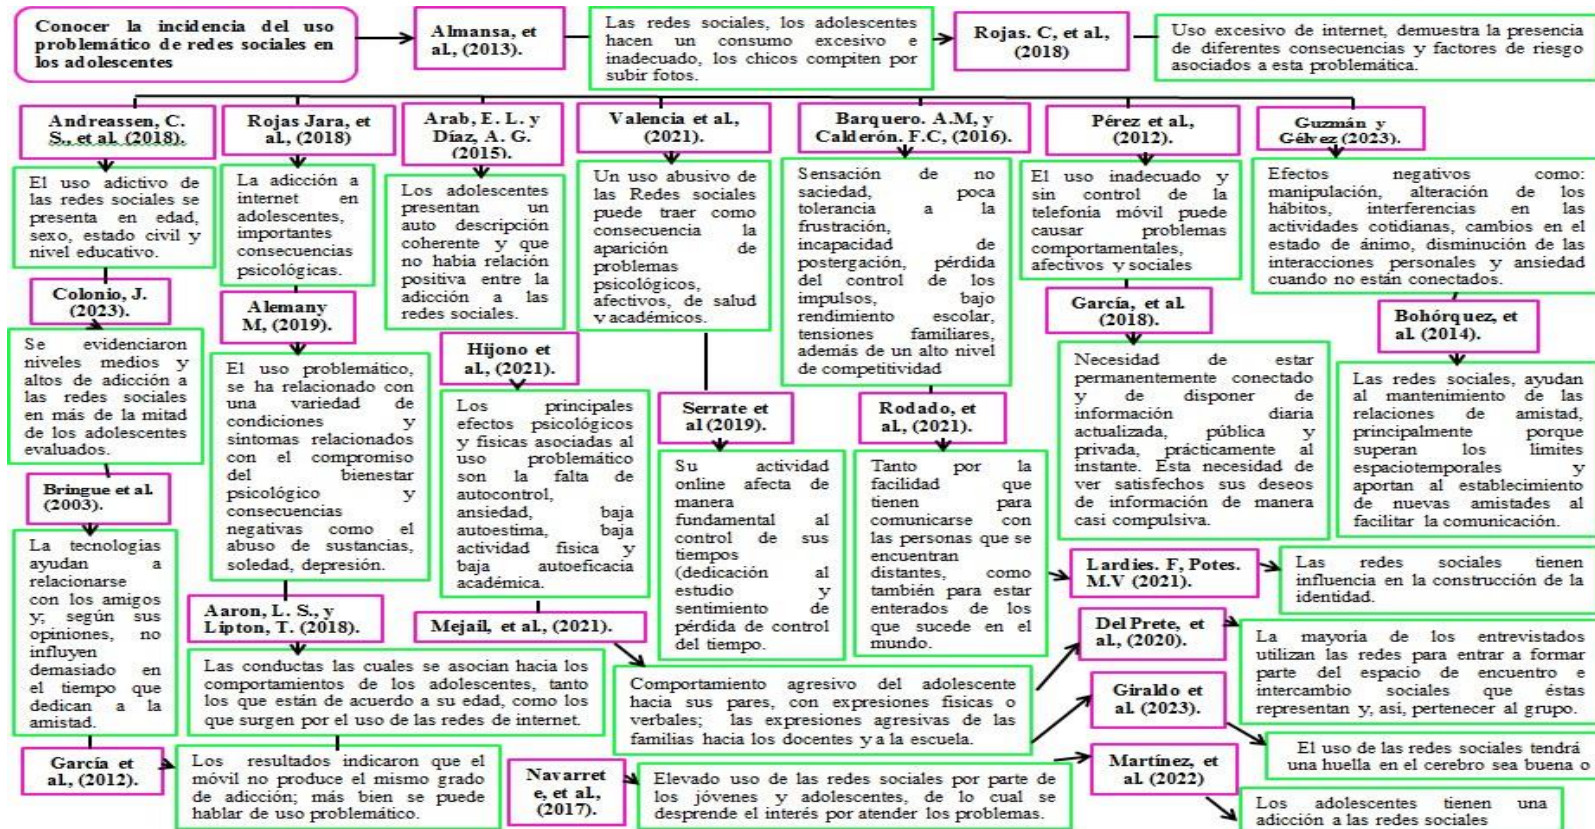 Conocer la incidencia del uso
problemático de redes sociales en
los adolescentes
Almansa, et
al., (2013).
Las redes sociales, los adolescentes
hacen un consumo excesivo e
inadecuado, los chicos compiten por
subir fotos.
Rojas. C, et al.,
(2018)
Uso excesivo de internet, demuestra la presencia
de diferentes consecuencias y factores de riesgo
asociados a esta problemática.
Andreassen, C.
S., et al. (2018).
El uso adictivo de
las redes sociales se
presenta en edad,
sexo, estado civil y
nivel educativo.
Colonio, J.
(2023).
Se evidenciaron
niveles medios y
altos de adicción a
las redes sociales
en más de la mitad
de los adolescentes
evaluados.
Bringue et al.
(2003).
La tecnologías
ayudan a
relacionarse
con los amigos
y, según sus
opiniones, no
influyen
demasiado en
el tiempo que
dedican a la
amistad.
García et
al., (2012).
Los resultados indicaron que el
móvil no produce el mismo grado
de adicción; más bien se puede
hablar de uso problemático.
Rojas Jara, et
al., (2018)
La adicción a
internet en
adolescentes,
importantes
consecuencias
psicológicas.
Alemany
M, (2019).
El uso problemático,
se ha relacionado con
una variedad de
condiciones y
síntomas relacionados
con el compromiso
del bienestar
psicológico y
consecuencias
negativas como el
abuso de sustancias,
soledad, depresión.
Aaron, L. S., y
Lipton, T. (2018).
Las conductas las cuales se asocian hacia los
comportamientos de los adolescentes, tanto
los que están de acuerdo a su edad, como los
que surgen por el uso de las redes de internet.
Arab, E. L. y
Díaz, A. G.
(2015).
Los adolescentes
presentan un
auto descripción
coherente y que
no había relación
positiva entre la
adicción a las
redes sociales.
Hijono et
al., (2021).
Los principales
efectos psicológicos
y físicas asociadas al
uso problemático
son la falta de
autocontrol,
ansiedad, baja
autoestima, baja
actividad física y
baja autoeficacia
académica.
Mejail, et al., (2021).
Comportamiento agresivo del adolescente
hacia sus pares, con expresiones físicas o
verbales; las expresiones agresivas de las
familias hacia los docentes y a la escuela.
Valencia et al.,
(2021).
Un uso abusivo de
las Redes sociales
puede traer como
consecuencia la
aparición de
problemas
psicológicos,
afectivos, de salud
y académicos.
Serrate et
al (2019).
Su actividad
online afecta de
manera
fundamental al
control de sus
tiempos
(dedicación al
estudio y
sentimiento de
pérdida de control
del tiempo.
Barquero. A.M, y
Calderón. F.C, (2016).
Sensación de no
saciedad, poca
tolerancia a la
frustración,
incapacidad de
postergación, pérdida
del control de los
impulsos, bajo
rendimiento escolar,
tensiones familiares,
además de un alto nivel
de competitividad
Rodado, et
al., (2021).
Tanto por la
facilidad que
tienen para
comunicarse con
las personas que se
encuentran
distantes, como
también para estar
enterados de los
que sucede en el
mundo.
Pérez et al.,
(2012).
El uso inadecuado y
sin control de la
telefonía móvil puede
causar problemas
comportamentales,
afectivos y sociales
García, et al.
(2018).
Necesidad de estar
permanentemente conectado
y de disponer de
información diaria
actualizada, pública y
privada, prácticamente al
instante. Esta necesidad de
ver satisfechos sus deseos
de información de manera
casi compulsiva.
Guzmán y
Gélvez (2023).
Efectos negativos como:
manipulación, alteración de los
hábitos, interferencias en las
actividades cotidianas, cambios en el
estado de ánimo, disminución de las
interacciones personales y ansiedad
cuando no están conectados.
Bohórquez, et
al. (2014).
Las redes sociales, ayudan
al mantenimiento de las
relaciones de amistad,
principalmente porque
superan los límites
espaciotemporales y
aportan al establecimiento
de nuevas amistades al
facilitar la comunicación.
Lardies. F, Potes.
M.V (2021).
Las redes sociales tienen
influencia en la construcción de la
identidad.
Del Prete, et
al., (2020).
La mayoría de los entrevistados
utilizan las redes para entrar a formar
parte del espacio de encuentro e
intercambio sociales que éstas
representan y, así, pertenecer al grupo.
Giraldo et
al. (2023).
El uso de las redes sociales tendrá
una huella en el cerebro sea buena o
Navarret
e, et al.,
(2017).
Elevado uso de las redes sociales por parte de
los jóvenes y adolescentes, de lo cual se
desprende el interés por atender los problemas.
Martínez,
et al. (2022)
Los adolescentes tienen una
adicción a las redes sociales